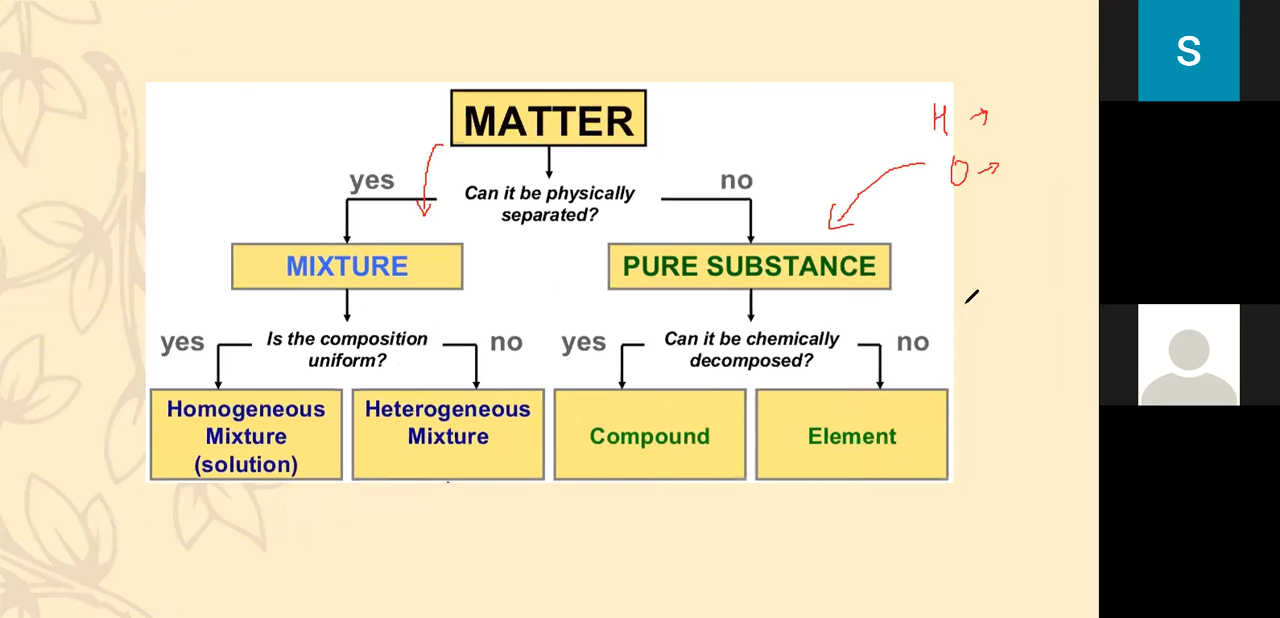 MATTER
yes
Can it be physically
separated?
no
MIXTURE
PURE SUBSTANCE
yes
Is the composition
uniform?
no
yes
Can it be chemically
decomposed?
no
Homogeneous
Mixture
(solution)
Heterogeneous
Mixture
Compound
Element
H →
O →
S